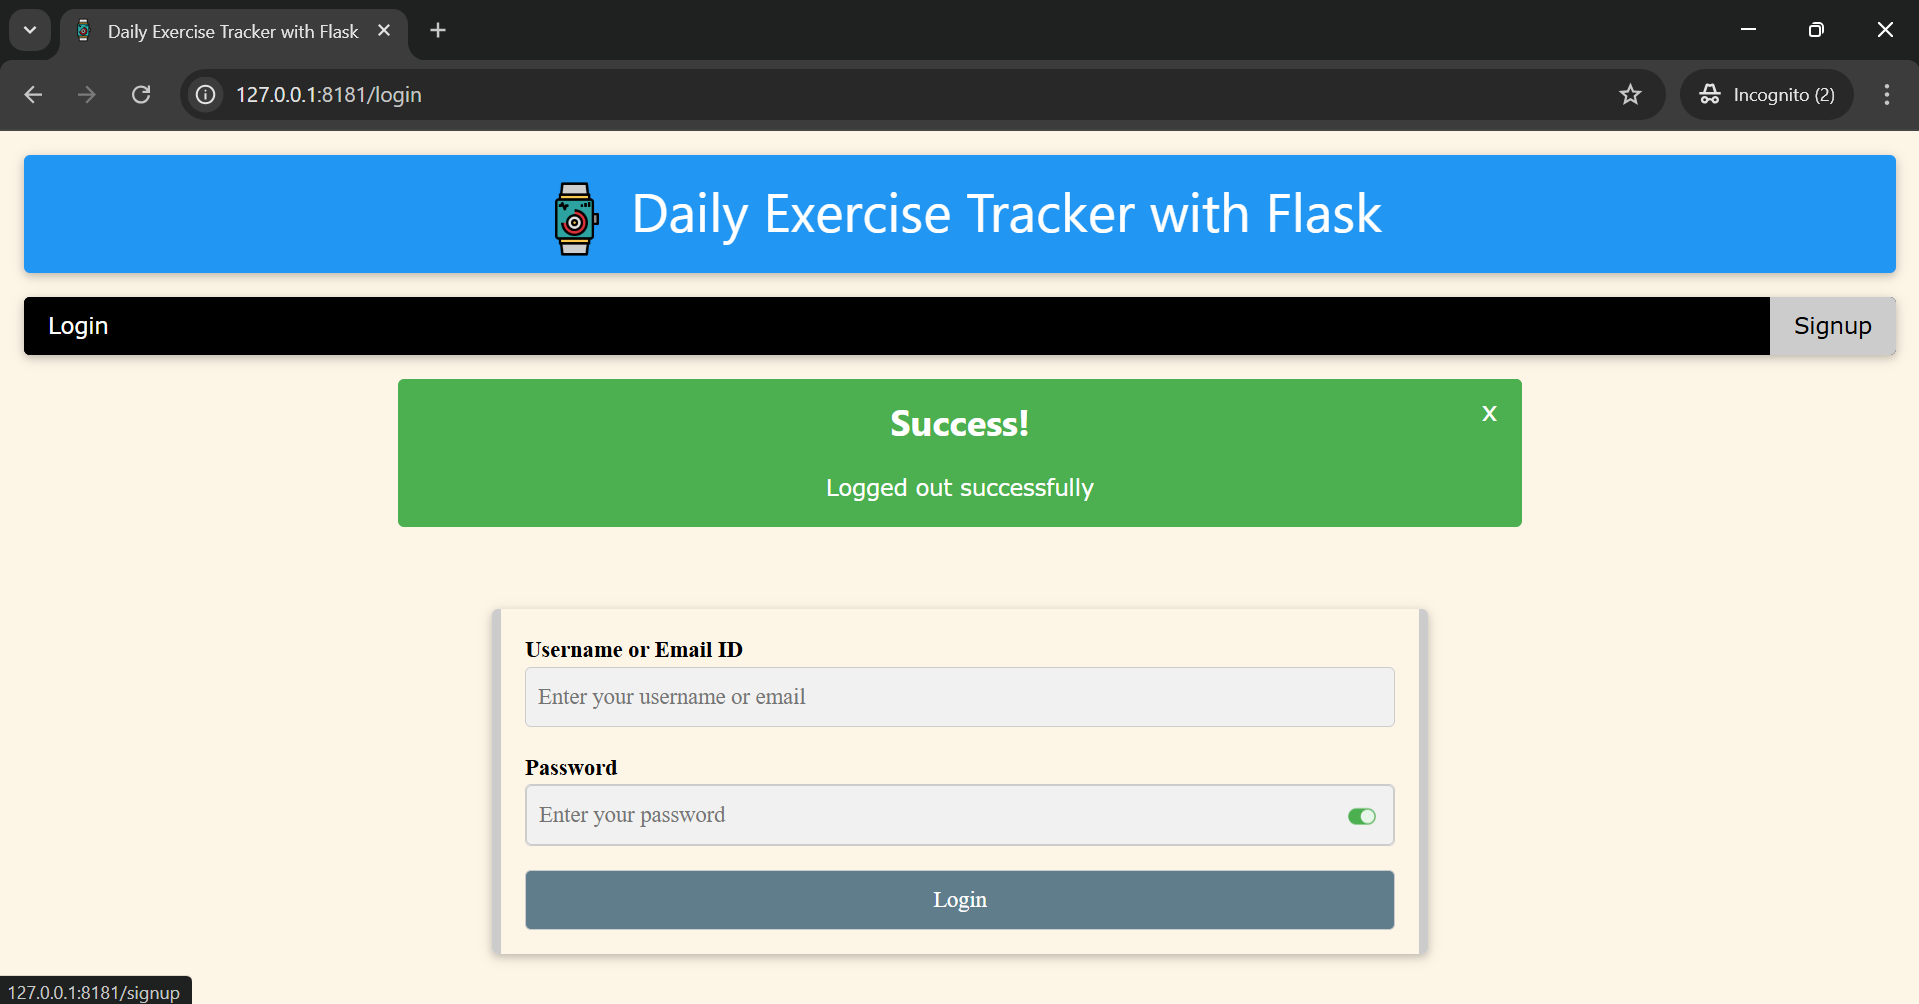 Daily Exercise Tracker with Flask
127.0.0.1:8181/login
Incognito (2)
Daily Exercise Tracker with Flask
Login
Signup
Success!
x
Logged out successfully
Username or Email ID
Enter your username or email
Password
Enter your password
Login
127.0.0.1:8181/signup